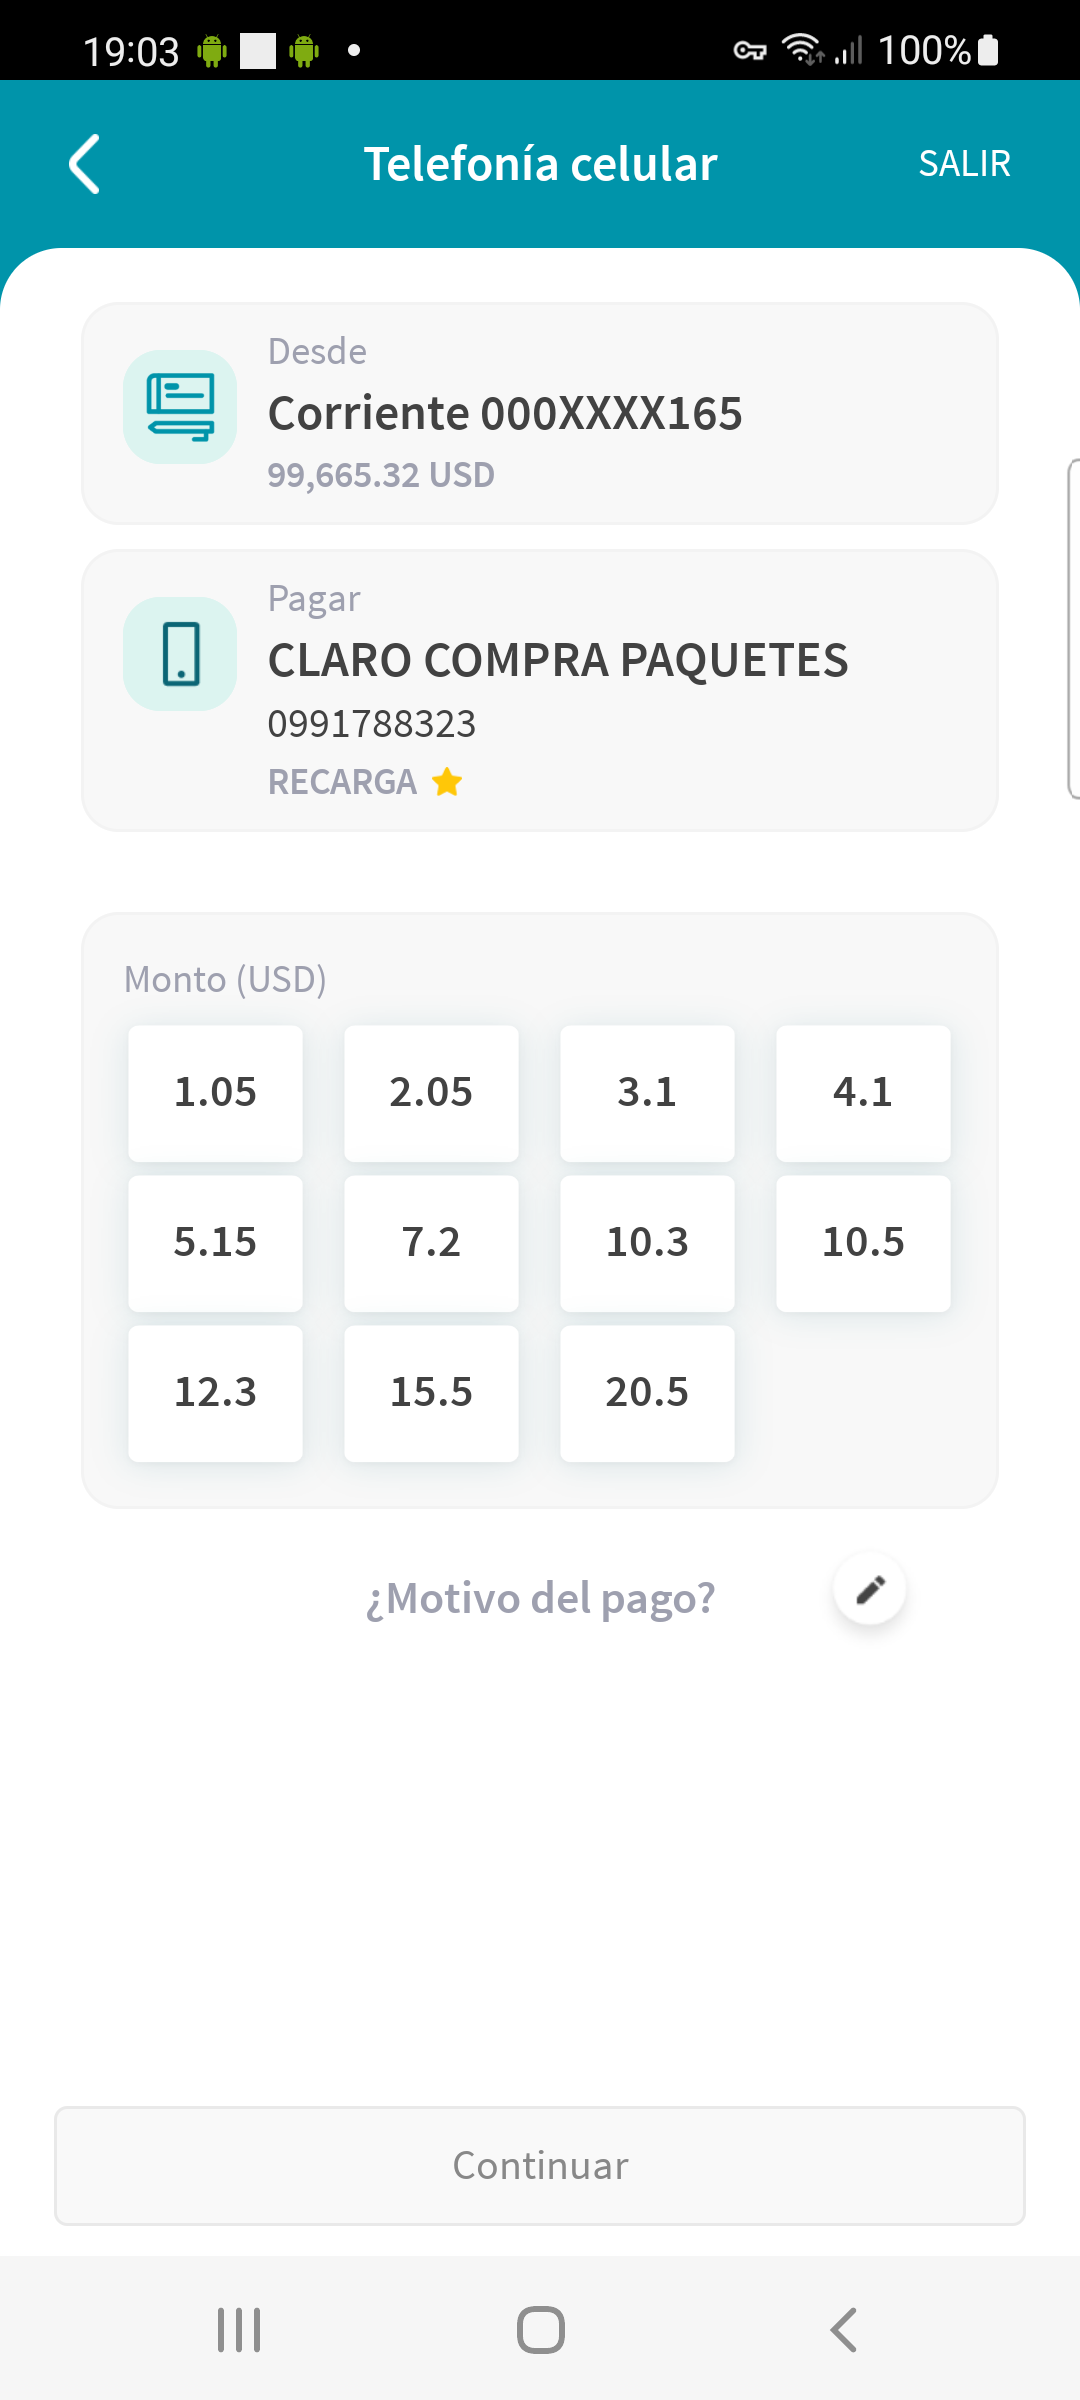 19:03
100%
Telefonía celular
SALIR
Desde
Corriente 000XXXX165
99,665.32 USD
Pagar
CLARO COMPRA PAQUETES
0991788323
RECARGA
Monto (USD)
1.05 2.05 3.1 4.1
5.15 7.2 10.3 10.5
12.3 15.5 20.5
¿Motivo del pago?
Continuar